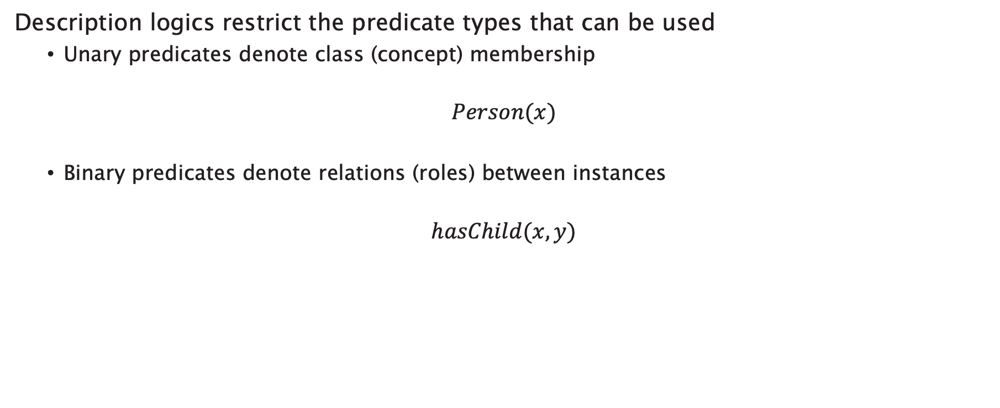 Description logics restrict the predicate types that can be used
• Unary predicates denote class (concept) membership
Person(x)
• Binary predicates denote relations (roles) between instances
hasChild(x, y)